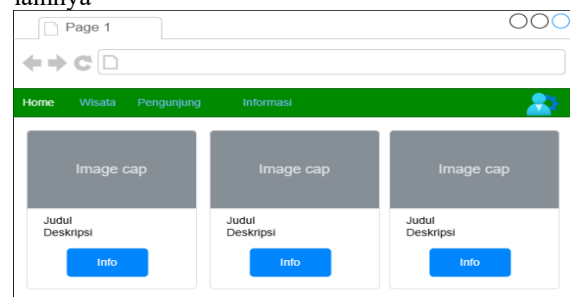 lainnya
Page 1
Home Wisata Pengunjung Informasi
Image cap Image cap Image cap
Judul Judul Judul
Deskripsi Deskripsi Deskripsi
Info Info Info